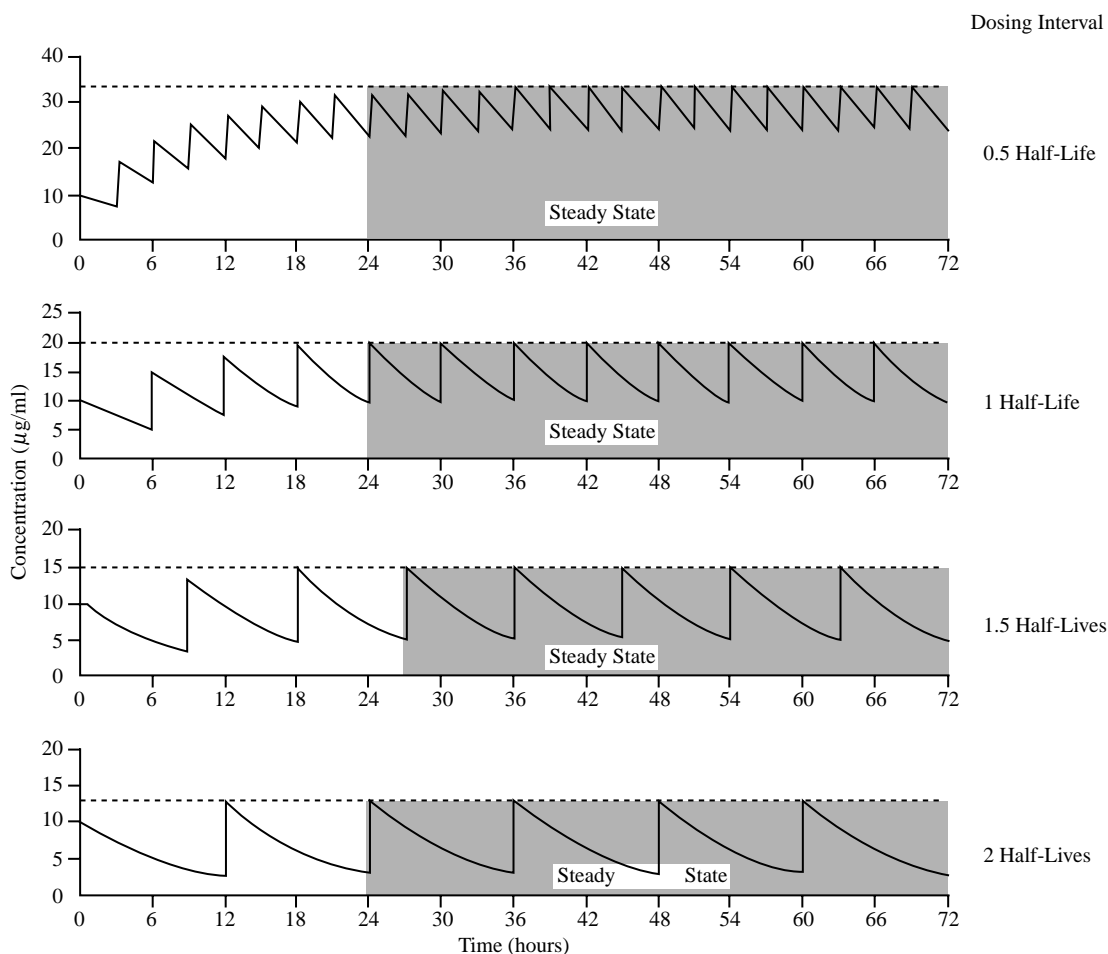 Dosing Interval
40
30
20
10
0
Steady State
0 6 12 18 24 30 36 42 48 54 60 66 72
0.5 Half-Life
25
20
15
10
5
0
Steady State
0 6 12 18 24 30 36 42 48 54 60 66 72
1 Half-Life
Concentration (μg/ml)
20
15
10
5
0
Steady State
0 6 12 18 24 30 36 42 48 54 60 66 72
1.5 Half-Lives
20
15
10
5
0
Steady State
0 6 12 18 24 30 36 42 48 54 60 66 72
2 Half-Lives
Time (hours)